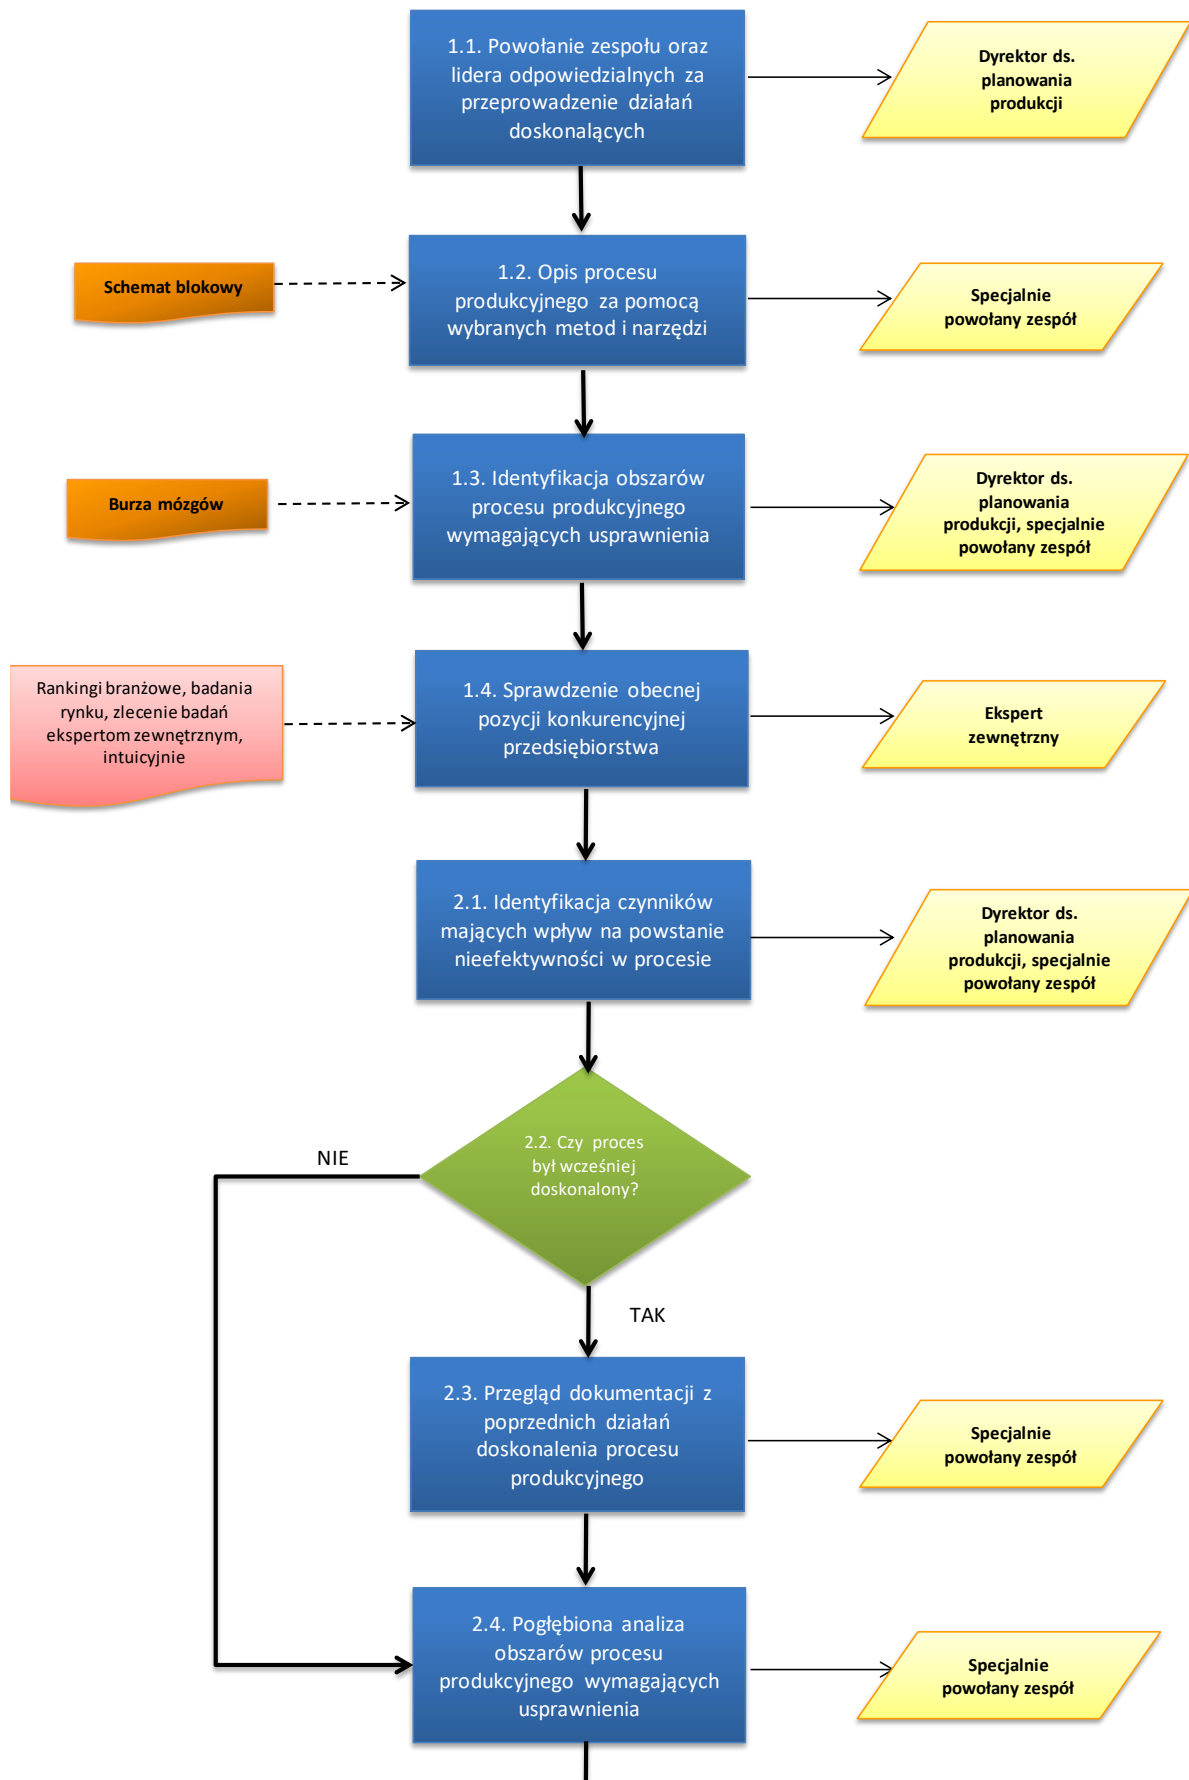 1.1. Powołanie zespołu oraz
lidera odpowiedzialnych za
przeprowadzenie działań
doskonalących
Dyrektor ds.
planowania
produkcji
Schemat blokowy
1.2. Opis procesu
produkcyjnego za pomocą
wybranych metod i narzędzi
Specjalnie
powołany zespół
Burza mózgów
1.3. Identyfikacja obszarów
procesu produkcyjnego
wymagających usprawnienia
Dyrektor ds.
planowania
produkcji, specjalnie
powołany zespół
Rankingi branżowe, badania
rynku, zlecenie badań
ekspertom zewnętrznym,
intuicyjnie
1.4. Sprawdzenie obecnej
pozycji konkurencyjnej
przedsiębiorstwa
Ekspert
zewnętrzny
2.1. Identyfikacja czynników
mających wpływ na powstanie
nieefektywności w procesie
Dyrektor ds.
planowania
produkcji, specjalnie
powołany zespół
2.2. Czy proces
był wcześniej
doskonalony?
NIE
TAK
2.3. Przegląd dokumentacji z
poprzednich działań
doskonalenia procesu
produkcyjnego
Specjalnie
powołany zespół
2.4. Pogłębiona analiza
obszarów procesu
produkcyjnego wymagających
usprawnienia
Specjalnie
powołany zespół